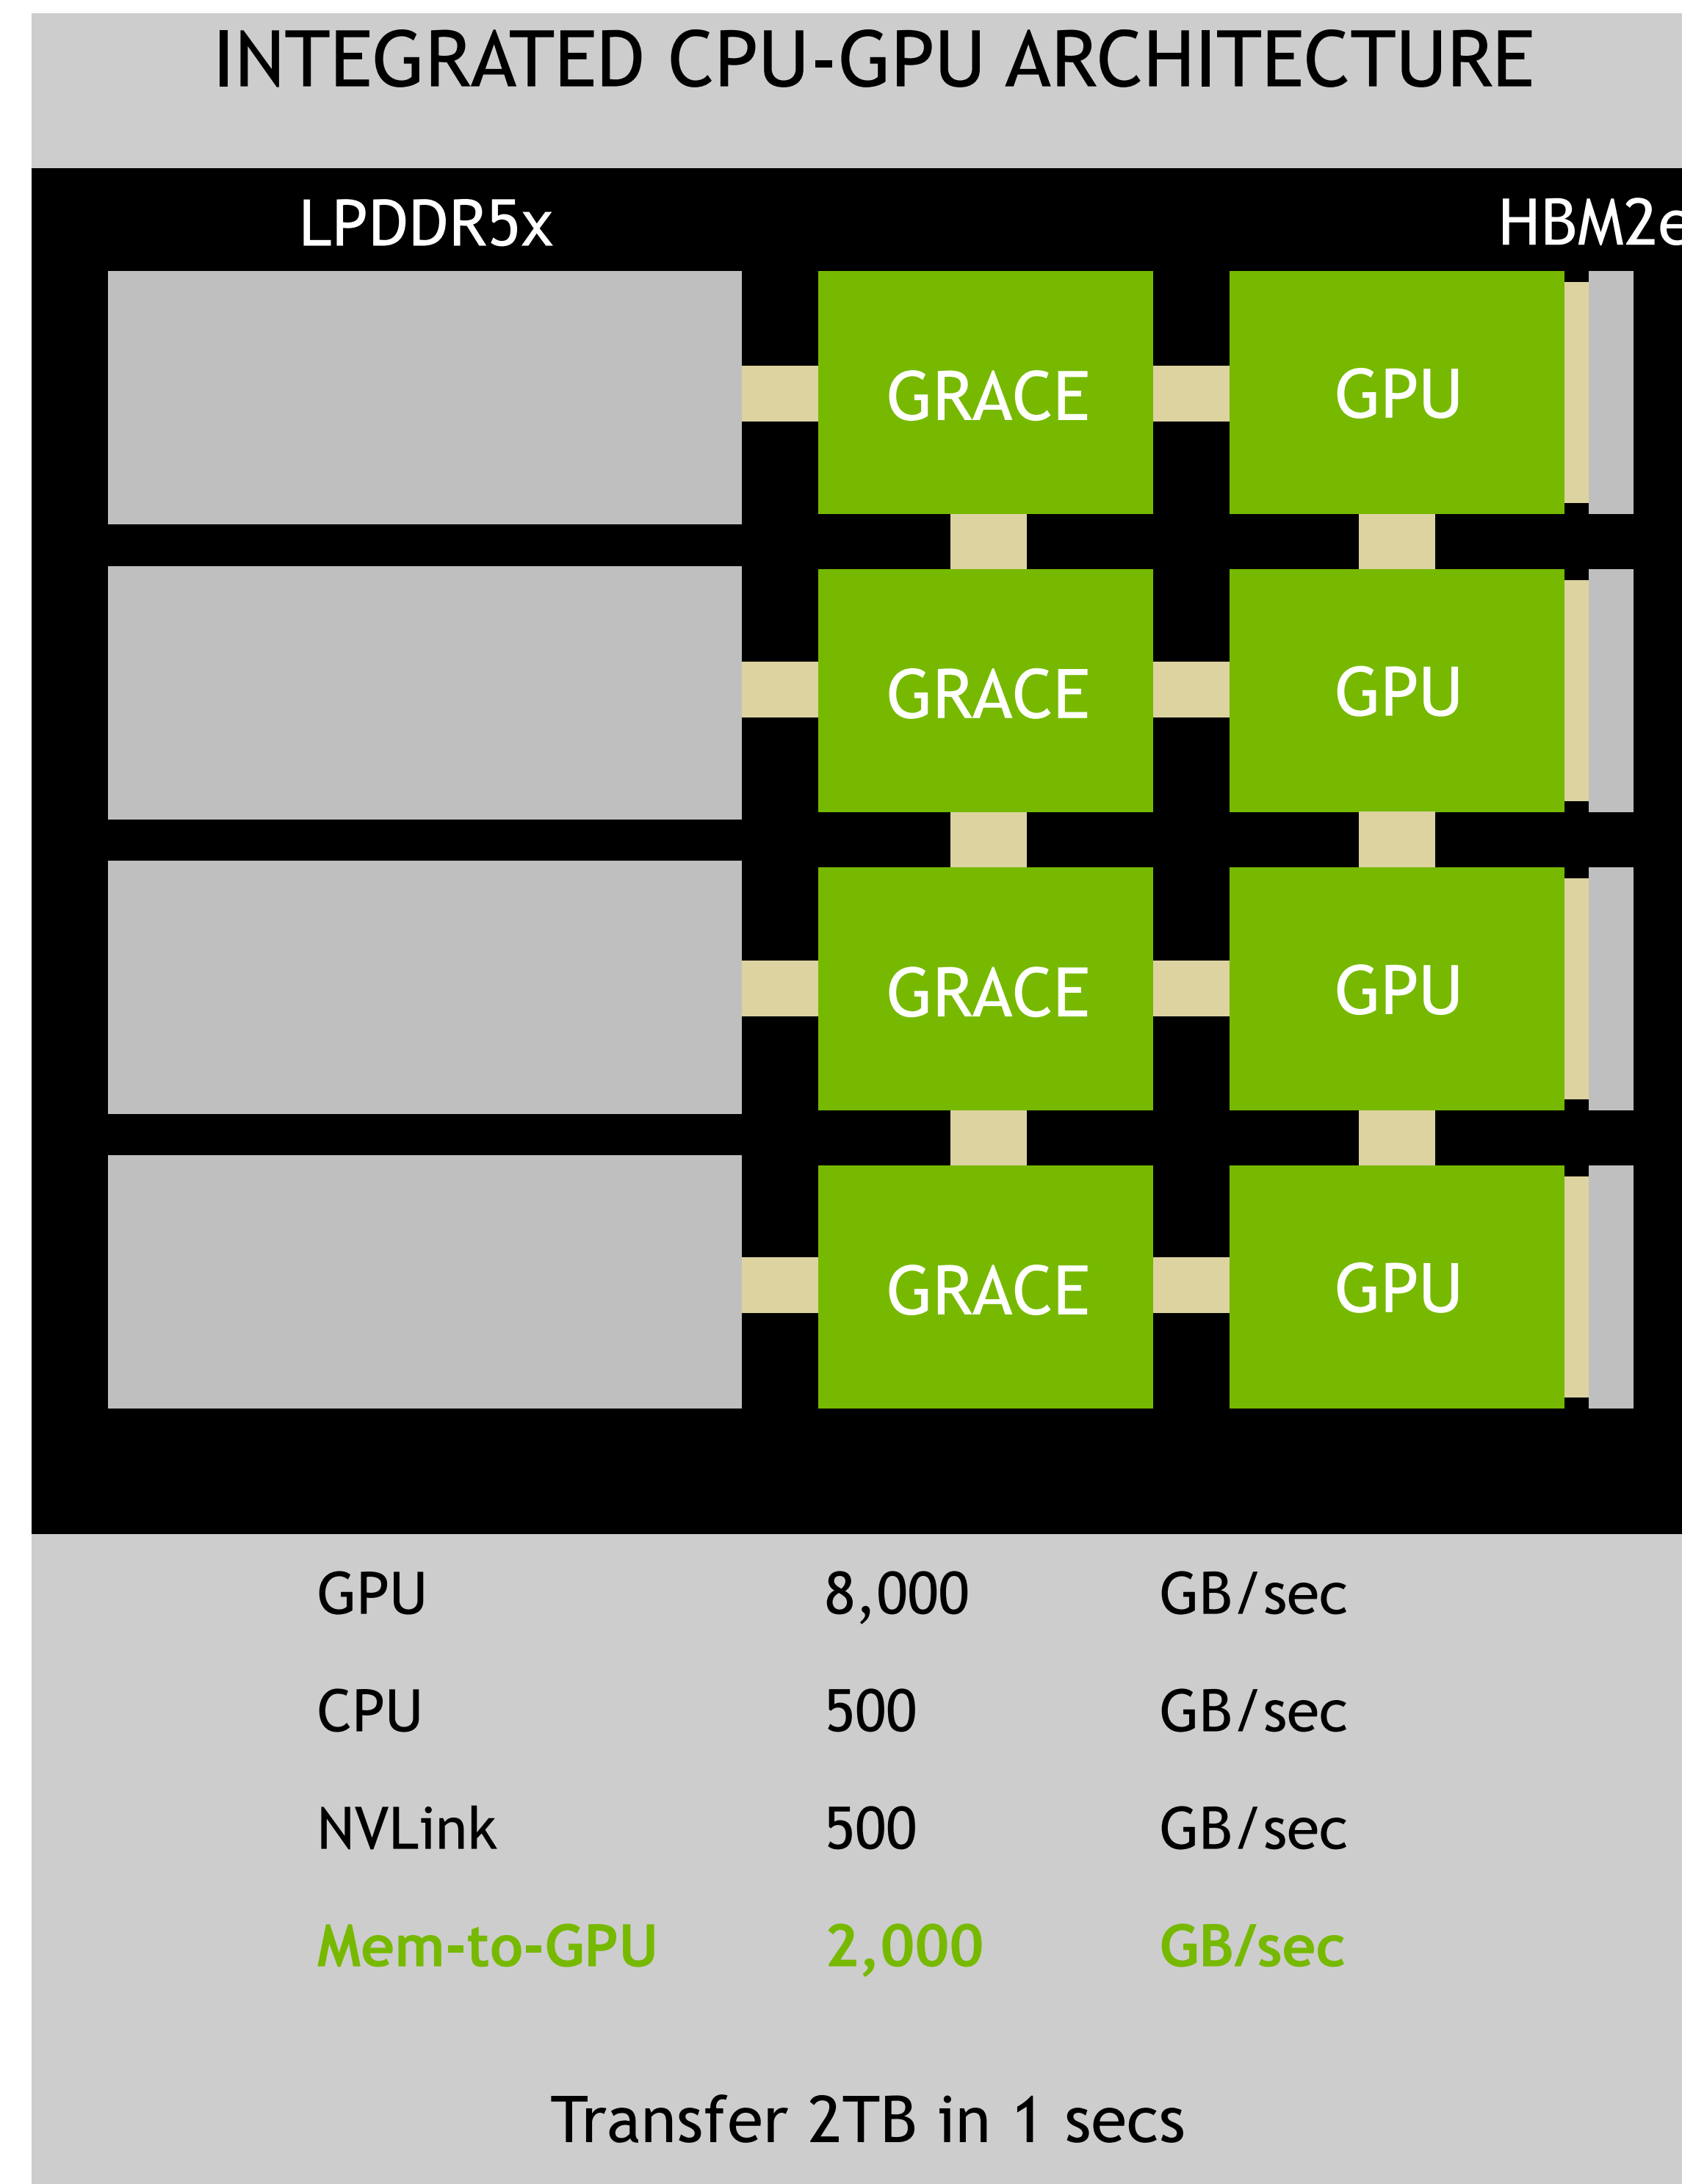 INTEGRATED CPU-GPU ARCHITECTURE
LPDDR5x HBM2e
GRACE GPU
GRACE GPU
GRACE GPU
GRACE GPU
GPU 8,000 GB/sec
CPU 500 GB/sec
NVLink 500 GB/sec
Mem-to-GPU 2,000 GB/sec
Transfer 2TB in 1 secs